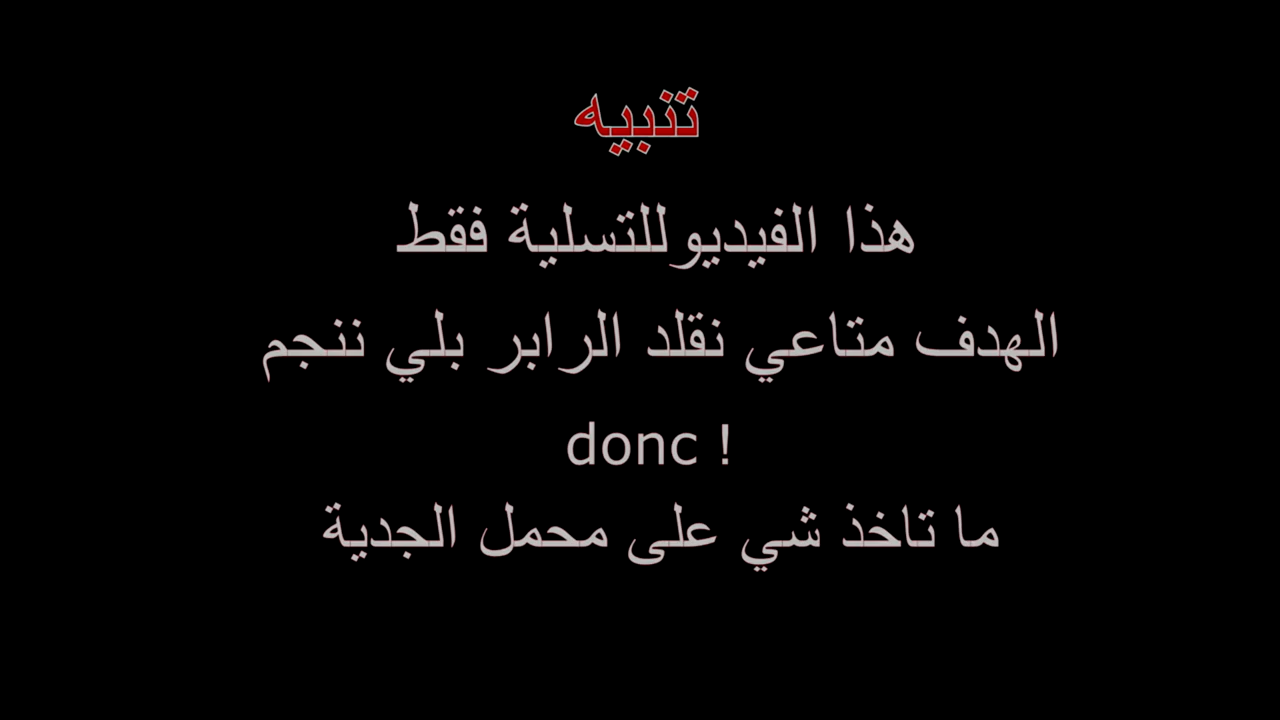 تنبيه
هذا الفيديوللتسلية فقط
الهدف متاعي نقلد الرابر بلي ننجم
donc !
ما تاخذ شي على محمل الجدية